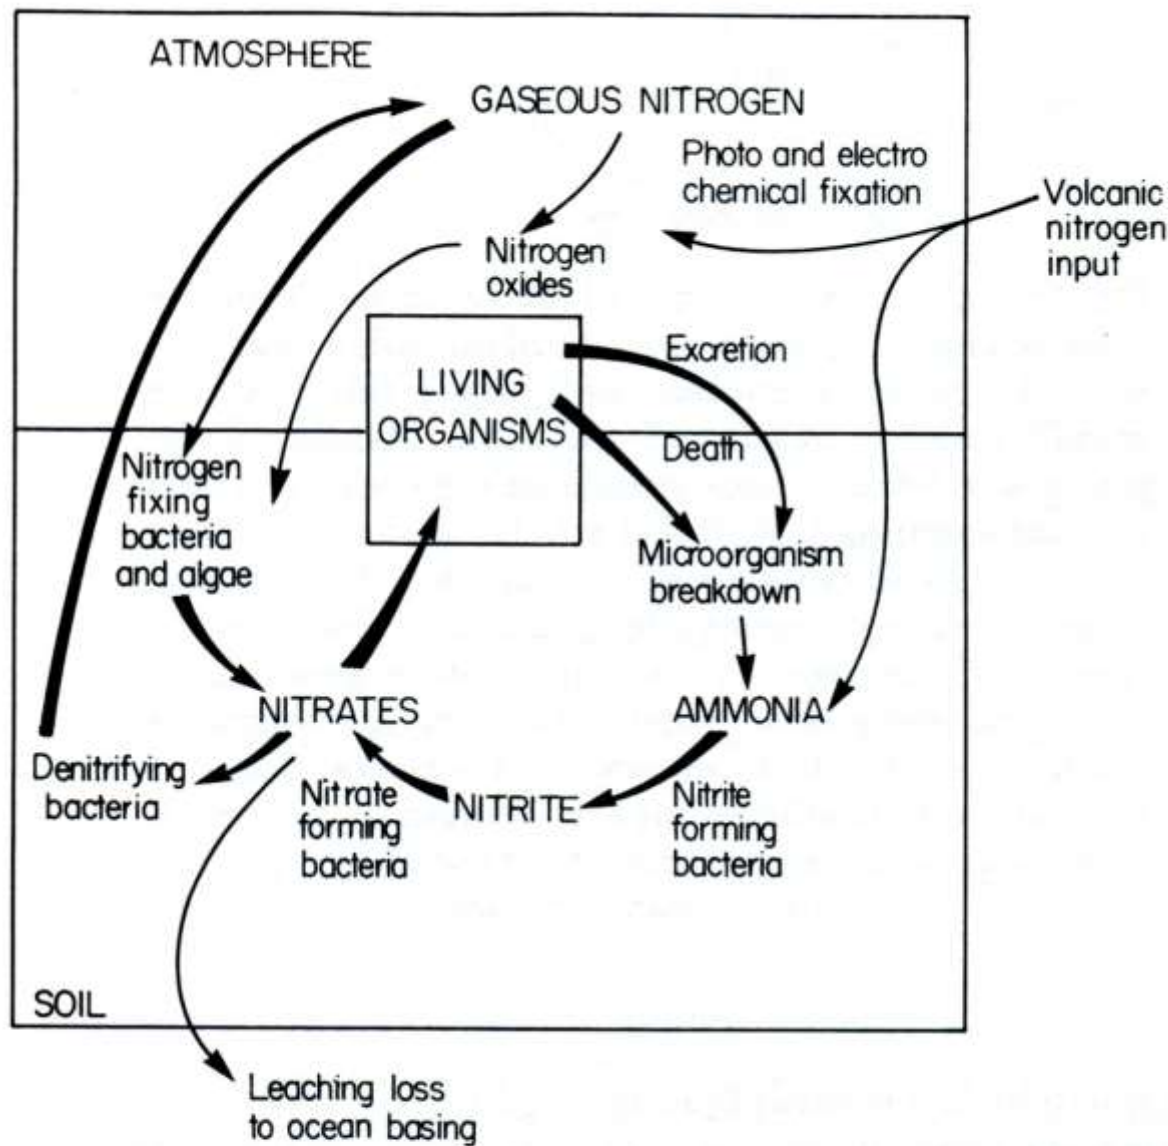 ATMOSPHERE
GASEOUS NITROGEN
Photo and electro
chemical fixation
Volcanic
nitrogen
input
Nitrogen
oxides
Excretion
LIVING
ORGANISMS
Death
Nitrogen
fixing
bacteria
and algae
Microorganism
breakdown
NITRATES
AMMONIA
Denitrifying
bacteria
Nitrate
forming
bacteria
NITRITE
Nitrite
forming
bacteria
SOIL
Leaching loss
to ocean basing